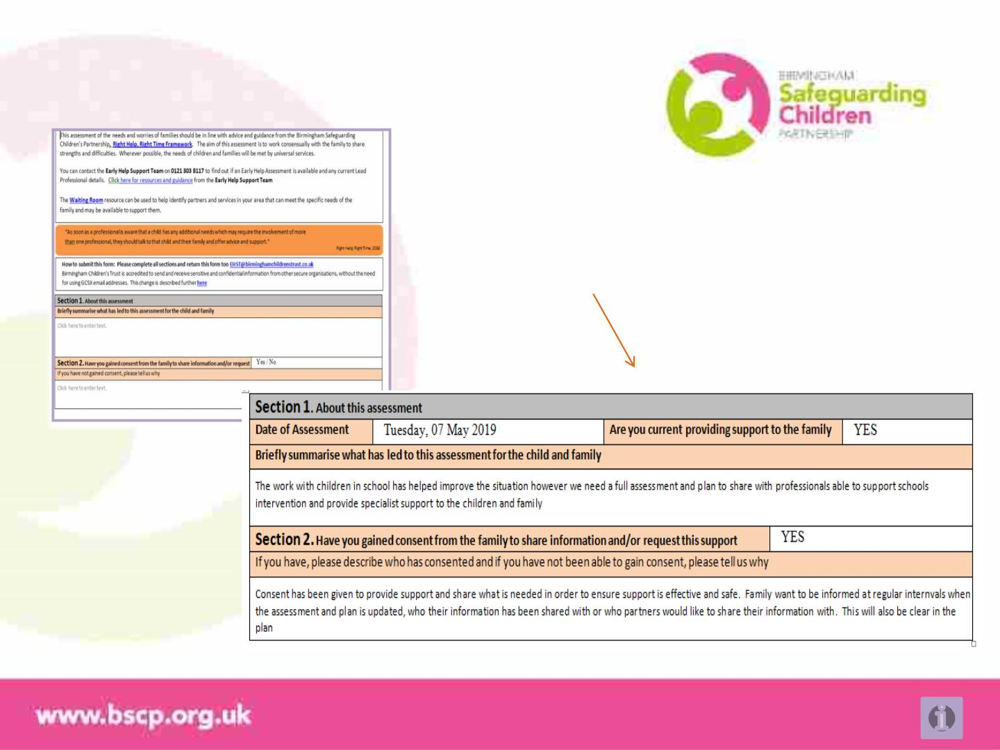 BIRMINGHAM
Safeguarding
Children
PARTNERSHIP
This assessment of the needs and worries of families should be in line with advice and guidance from the Birmingham Safeguarding
Children's Partnership, Right Help, Right Time Framework. The aim of this assessment is to work consensually with the family to share
strengths and difficulties. Wherever possible, the needs of children and families will be met by universal services.
You can contact the Early Help Support Team on 0121 303 8117 to find out if an Early Help Assessment is available and any current Lead
Professional details. Click here for resources and guidance from the Early Help Support Team
The Waiting Room resource can be used to help identify partners and services in your area that can meet the specific needs of the
family and may be available to support them.
"As soon as a professional is aware that a child has any additional needs which may require the involvement of more
than one professional, they should talk to that child and their family and offer advice and support."
Right Help, Right Time, 2018
How to submit this form: Please complete all sections and return this form too EHST@birminghamchildrenstrust.co.uk
Birmingham Children's Trust is accredited to send and receive sensitive and confidential information from other secure organisations, without the need
for using GCSX email addresses. This change is described further here
Section 1. About this assessment
Briefly summarise what has led to this assessment for the child and family
Click here to enter text.
Section 2. Have you gained consent from the family to share information and/or request Yes / No
If you have not gained consent, please tell us why
Click here to enter text.
Section 1. About this assessment
Date of Assessment Tuesday, 07 May 2019 Are you current providing support to the family YES
Briefly summarise what has led to this assessment for the child and family
The work with children in school has helped improve the situation however we need a full assessment and plan to share with professionals able to support schools
intervention and provide specialist support to the children and family
Section 2. Have you gained consent from the family to share information and/or request this support YES
If you have, please describe who has consented and if you have not been able to gain consent, please tell us why
Consent has been given to provide support and share what is needed in order to ensure support is effective and safe. Family want to be informed at regular internvals when
the assessment and plan is updated, who their information has been shared with or who partners would like to share their information with. This will also be clear in the
plan
www.bscp.org.uk